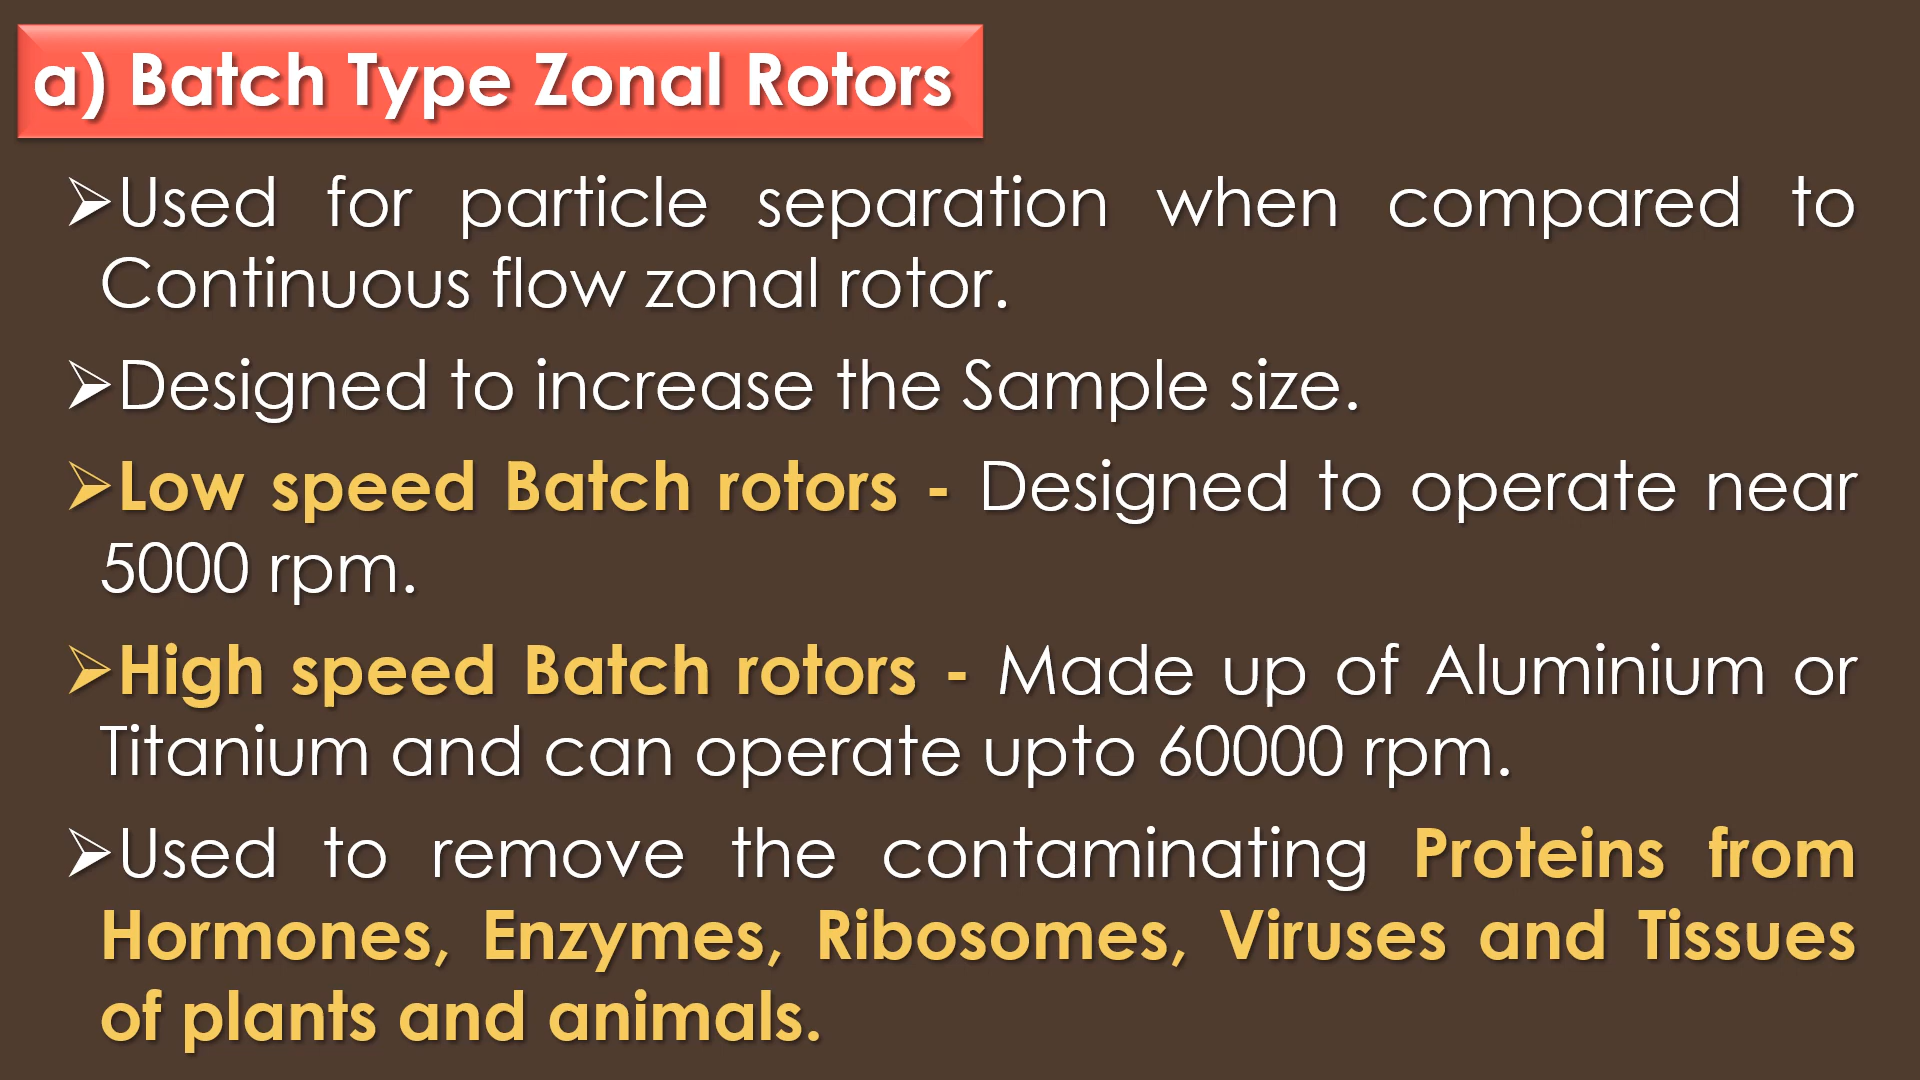 a) Batch Type Zonal Rotors
➢Used for particle separation when compared to
Continuous flow zonal rotor.
➢Designed to increase the Sample size.
➢Low speed Batch rotors - Designed to operate near
5000 rpm.
➢High speed Batch rotors - Made up of Aluminium or
Titanium and can operate upto 60000 rpm.
➢Used to remove the contaminating Proteins from
Hormones, Enzymes, Ribosomes, Viruses and Tissues
of plants and animals.